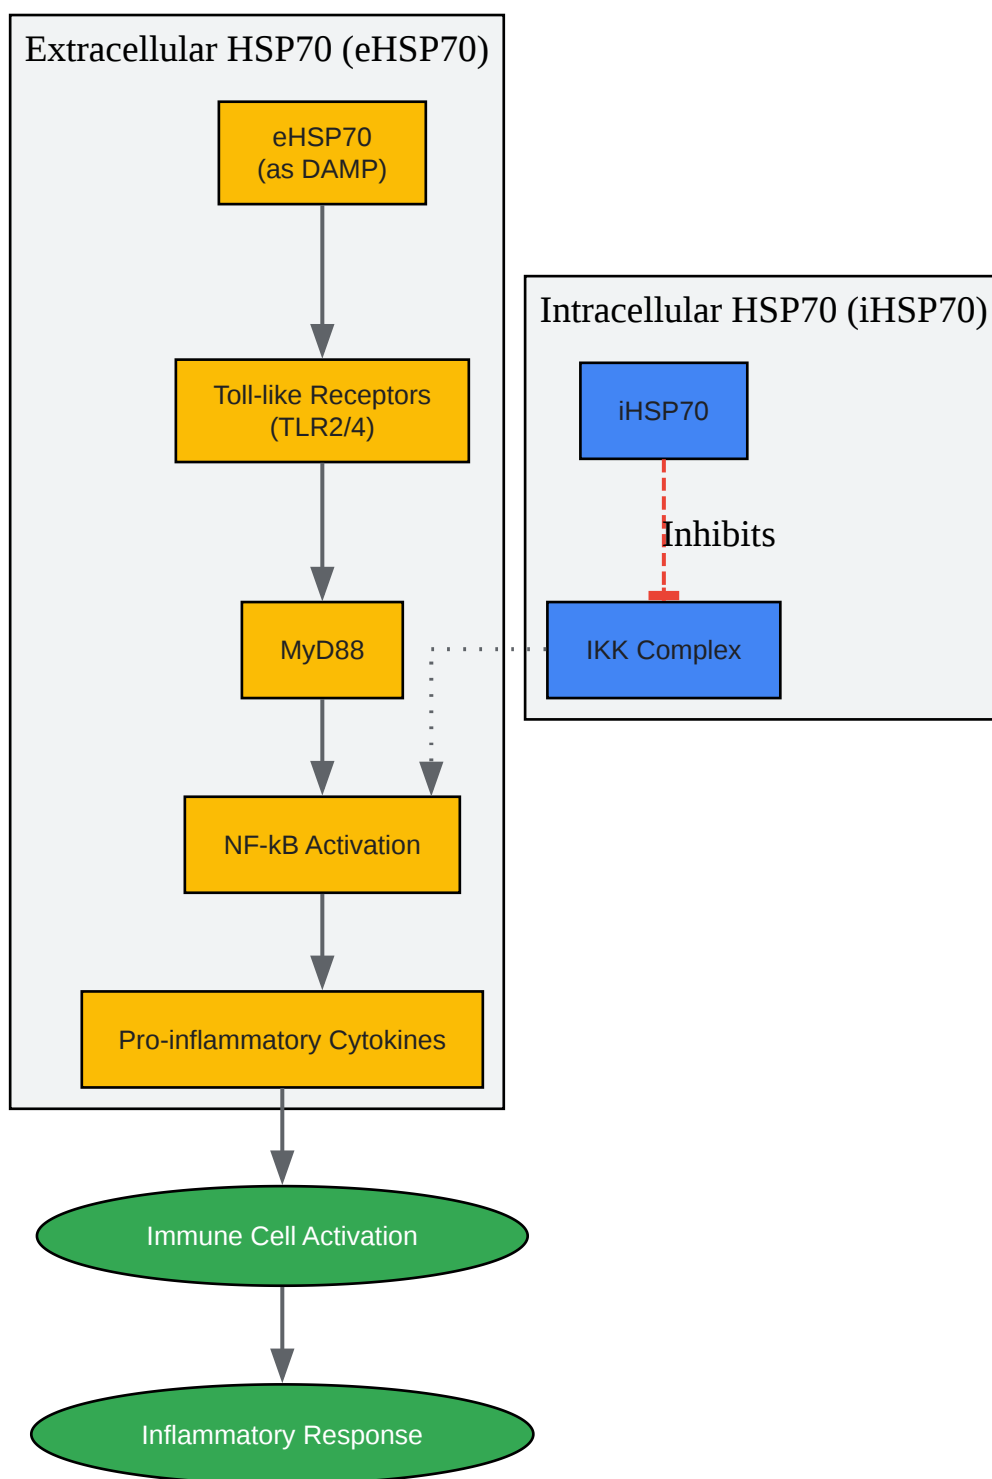 Extracellular HSP70 (eHSP70)
eHSP70
(as DAMP)
Toll-like Receptors
(TLR2/4)
MyD88
NF-kB Activation
Pro-inflammatory Cytokines
Intracellular HSP70 (iHSP70)
iHSP70
Inhibits
IKK Complex
Immune Cell Activation
Inflammatory Response